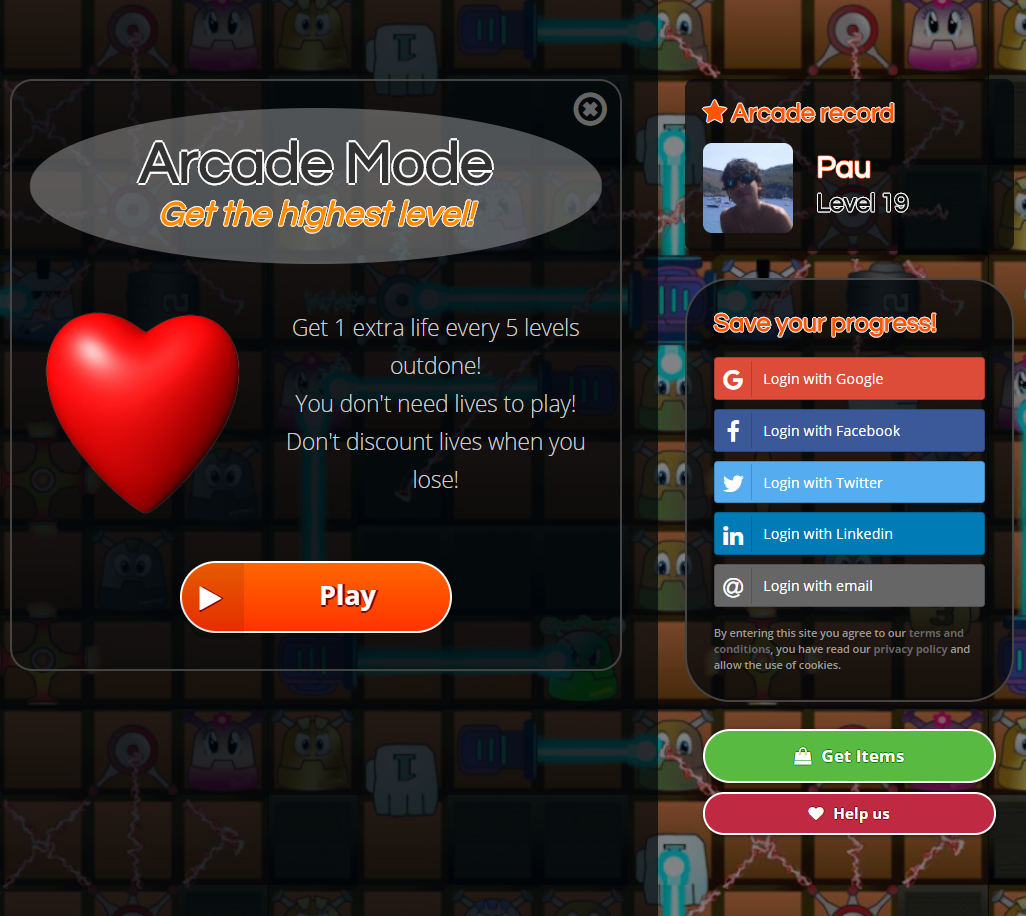 Arcade Mode
Get the highest level!
Get 1 extra life every 5 levels
outdone!
You don't need lives to play!
Don't discount lives when you
lose!
Play
Arcade record
Pau
Level 19
Save your progress!
Login with Google
Login with Facebook
Login with Twitter
Login with Linkedin
@ Login with email
By entering this site you agree to our terms and
conditions, you have read our privacy policy and
allow the use of cookies.
Get Items
Help us